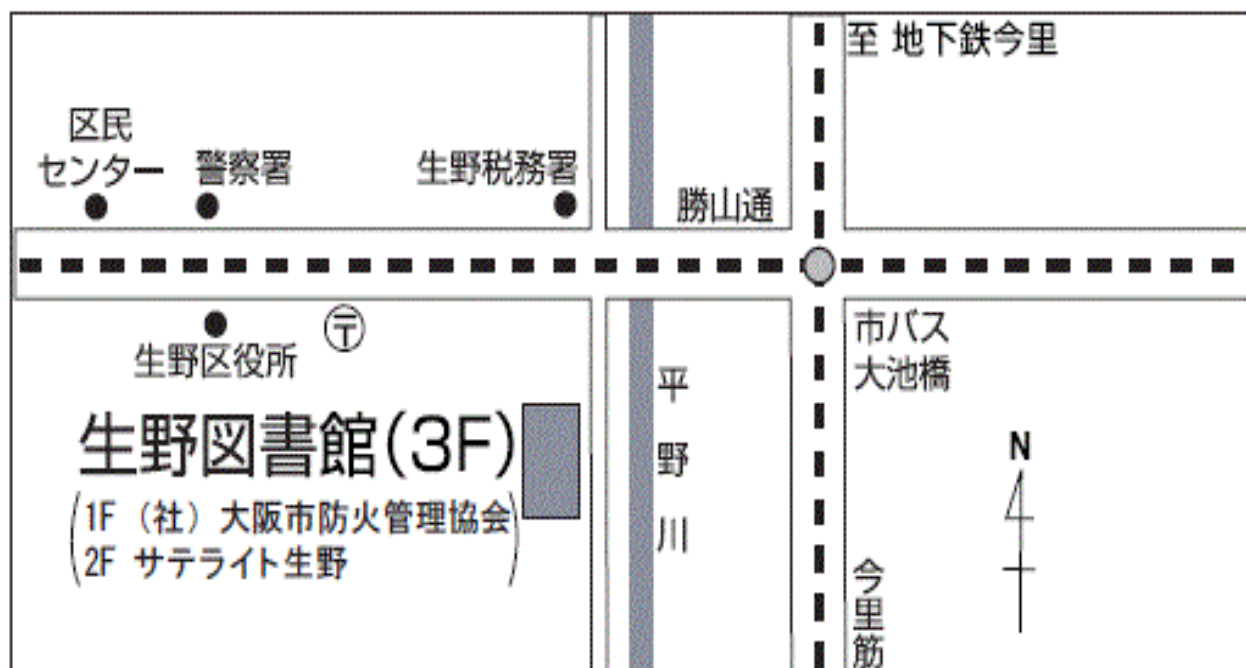 至 地下鉄今里
区民
センター
警察署
生野税務署
勝山通
生野区役所
〒
市バス
大池橋
平野川
生野図書館(3F)
1F (社) 大阪市防火管理協会
2F サテライト生野
N
今里筋